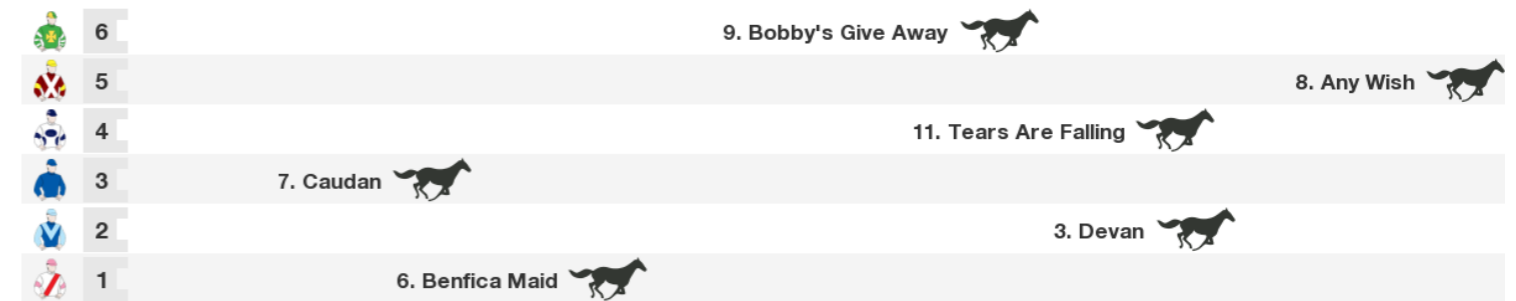 6 9. Bobby's Give Away
5 8. Any Wish
4 11. Tears Are Falling
3 7. Caudan
2 3. Devan
1 6. Benfica Maid